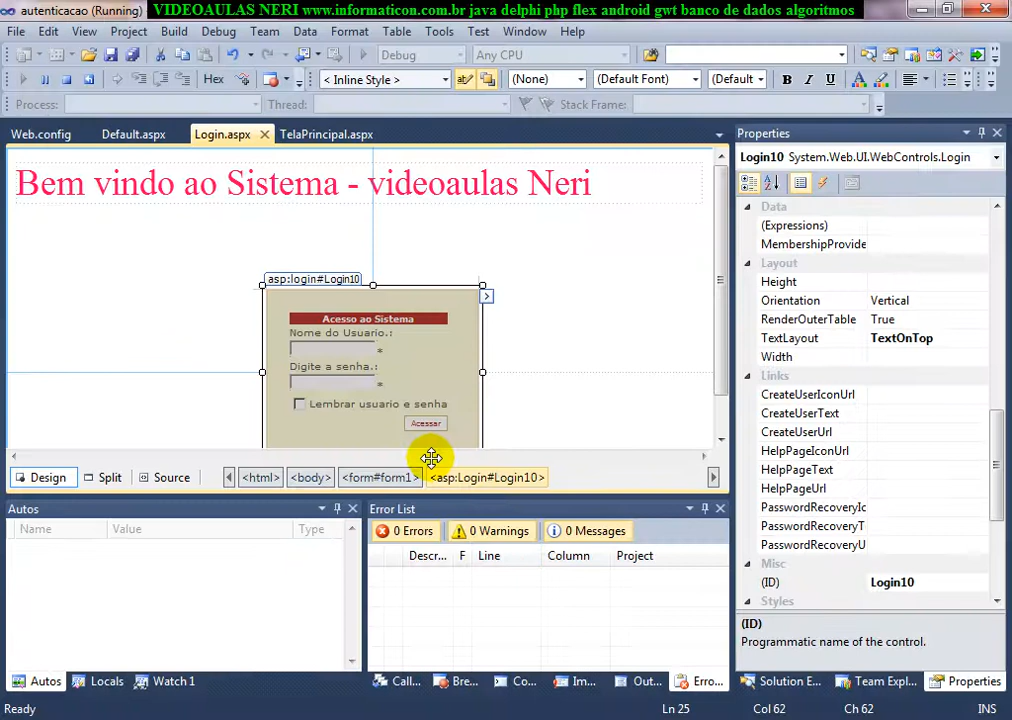 autenticacao (Running)
VIDEOAULAS NERI www.informaticon.com.br java delphi php flex android gwt banco de dados algoritmos
File Edit View Project Build Debug Team Data Format Table Tools Test Window Help
Debug Any CPU
Hex < Inline Style > (None) (Default Font) (Default B I U A
Process: Thread: Stack Frame:
Web.config Default.aspx Login.aspx TelaPrincipal.aspx
Bem vindo ao Sistema - videoaulas Neri
asp:login#Login10
Acesso ao Sistema
Nome do Usuario.:
*
Digite a senha.:
*
Lembrar usuario e senha
Acessar
Design Split Source <html> <body> <form#form1> <asp:Login#Login10>
Autos
Name Value Type
Error List
0 Errors 0 Warnings 0 Messages
Descr... F Line Column Project
Autos Locals Watch 1
Call... Bre... Co... Im... Out... Erro...
Properties
Login10 System.Web.UI.WebControls.Login
Data
(Expressions)
MembershipProvide
Layout
Height
Orientation Vertical
RenderOuterTable True
TextLayout TextOnTop
Width
Links
CreateUserIconUrl
CreateUserText
CreateUserUrl
HelpPageIconUrl
HelpPageText
HelpPageUrl
PasswordRecoveryIc
PasswordRecoveryT
PasswordRecoveryU
Misc
(ID) Login10
Styles
(ID)
Programmatic name of the control.
Solution E... Team Expl... Properties
Ready Ln 25 Col 62 Ch 62 INS